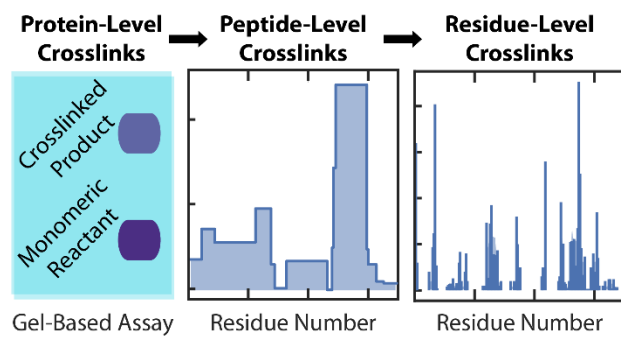 Protein-Level
Crosslinks
Peptide-Level
Crosslinks
Residue-Level
Crosslinks
Crosslinked
Product
Monomeric
Reactant
Gel-Based Assay
Residue Number
Residue Number